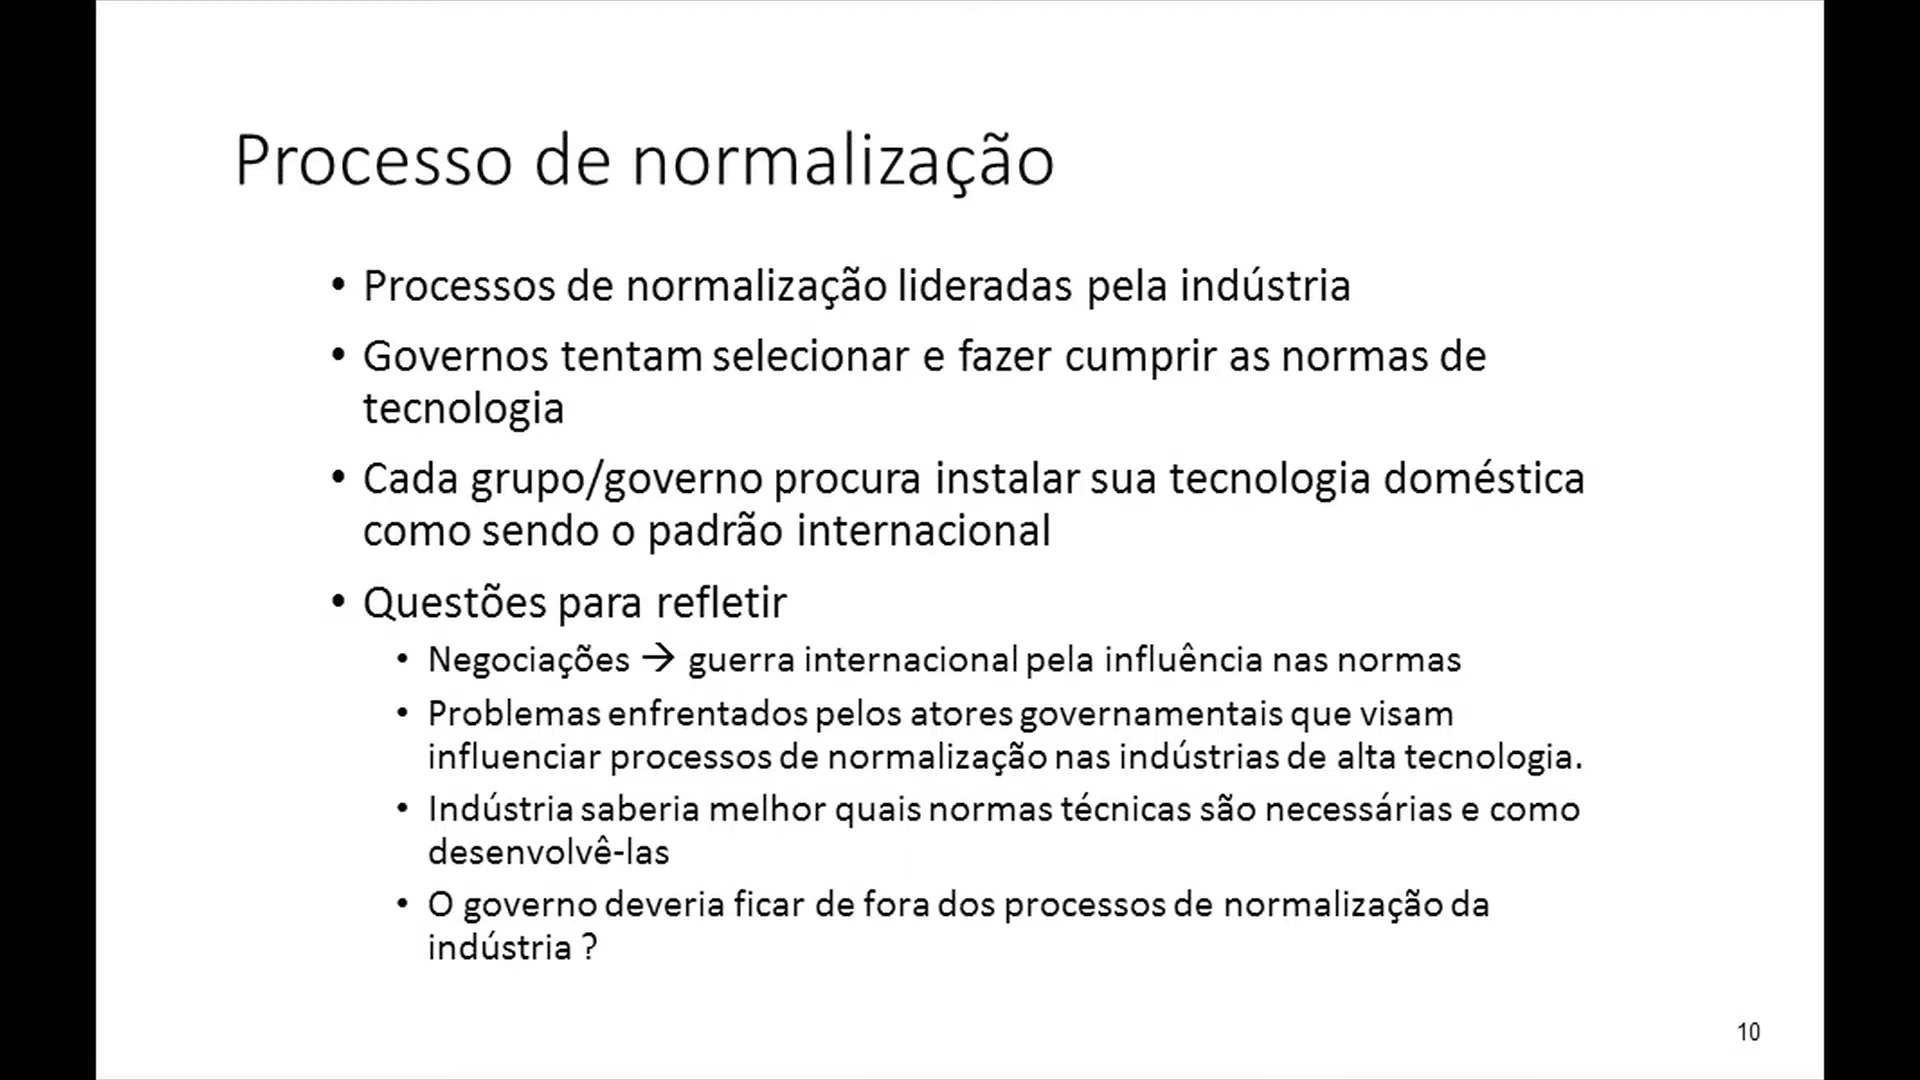 Processo de normalização
• Processos de normalização lideradas pela indústria
• Governos tentam selecionar e fazer cumprir as normas de
tecnologia
• Cada grupo/governo procura instalar sua tecnologia doméstica
como sendo o padrão internacional
• Questões para refletir
• Negociações → guerra internacional pela influência nas normas
• Problemas enfrentados pelos atores governamentais que visam
influenciar processos de normalização nas indústrias de alta tecnologia.
• Indústria saberia melhor quais normas técnicas são necessárias e como
desenvolvê-las
• O governo deveria ficar de fora dos processos de normalização da
indústria ?
10